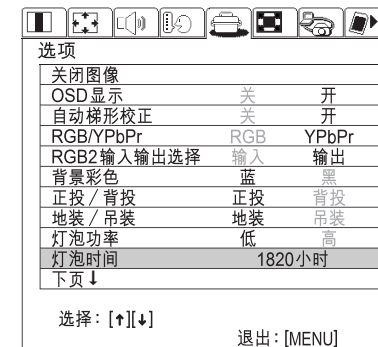 选项
关闭图像
OSD显示 关 开
自动梯形校正 关 开
RGB/YPbPr RGB YPbPr
RGB2输入输出选择 输入 输出
背景彩色 蓝 黑
正投/背投 正投 背投
地装/吊装 地装 吊装
灯泡功率 低 高
灯泡时间 1820小时
下页↓
选择：[↑][↓]
退出：[MENU]